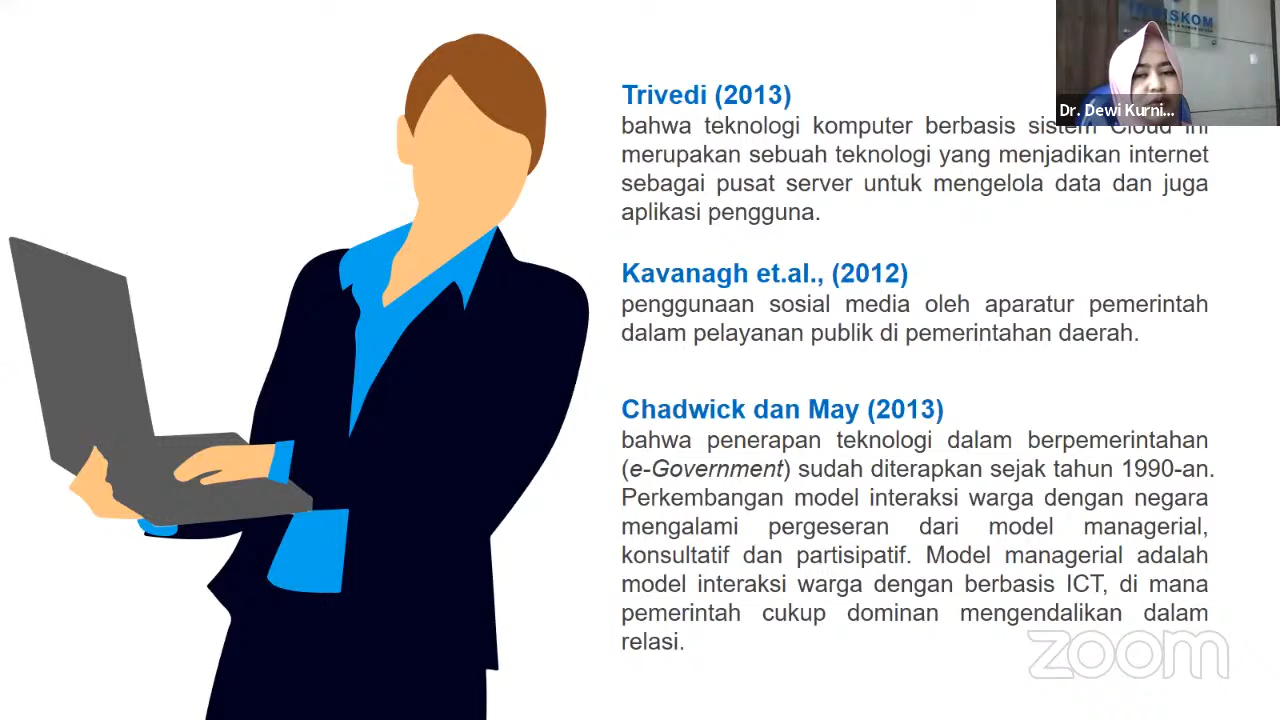 Trivedi (2013)
bahwa teknologi komputer berbasis sistem Cloud ini
merupakan sebuah teknologi yang menjadikan internet
sebagai pusat server untuk mengelola data dan juga
aplikasi pengguna.
Kavanagh et.al., (2012)
penggunaan sosial media oleh aparatur pemerintah
dalam pelayanan publik di pemerintahan daerah.
Chadwick dan May (2013)
bahwa penerapan teknologi dalam berpemerintahan
(e-Government) sudah diterapkan sejak tahun 1990-an.
Perkembangan model interaksi warga dengan negara
mengalami pergeseran dari model managerial,
konsultatif dan partisipatif. Model managerial adalah
model interaksi warga dengan berbasis ICT, di mana
pemerintah cukup dominan mengendalikan dalam
relasi.
Dr. Dewi Kurni...
zoom